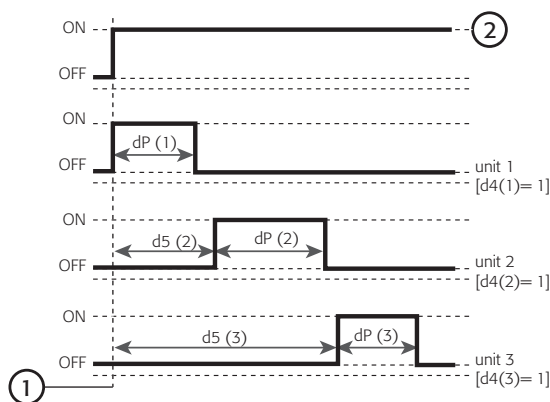 ON
2
OFF
ON
dP (1)
OFF
unit 1
[d4(1)= 1]
ON
d5 (2)
dP (2)
OFF
unit 2
[d4(2)= 1]
ON
d5 (3)
dP (3)
OFF
unit 3
[d4(3)= 1]
1